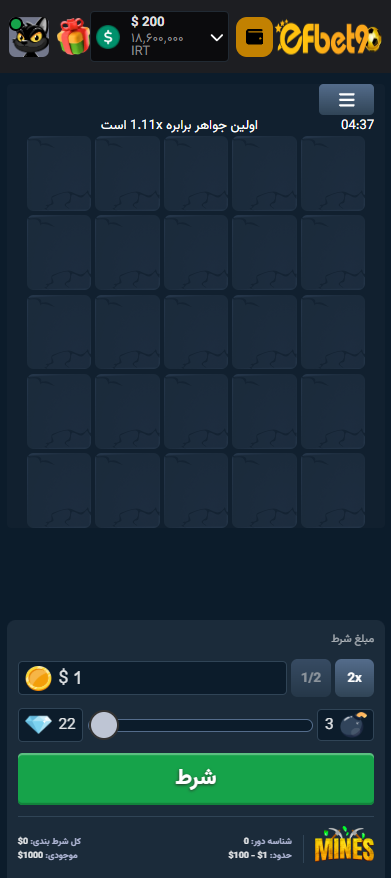 $ 200
۱۸,۶۰۰,۰۰۰
IRT
eFbet90
04:37
اولین جواهر برابره 1.11x است
مبلغ شرط
$ 1
1/2
2x
22
3
شرط
MINES
شناسه دور: 0
حدود: $1 - $100
کل شرط بندی: $0
موجودی: $1000